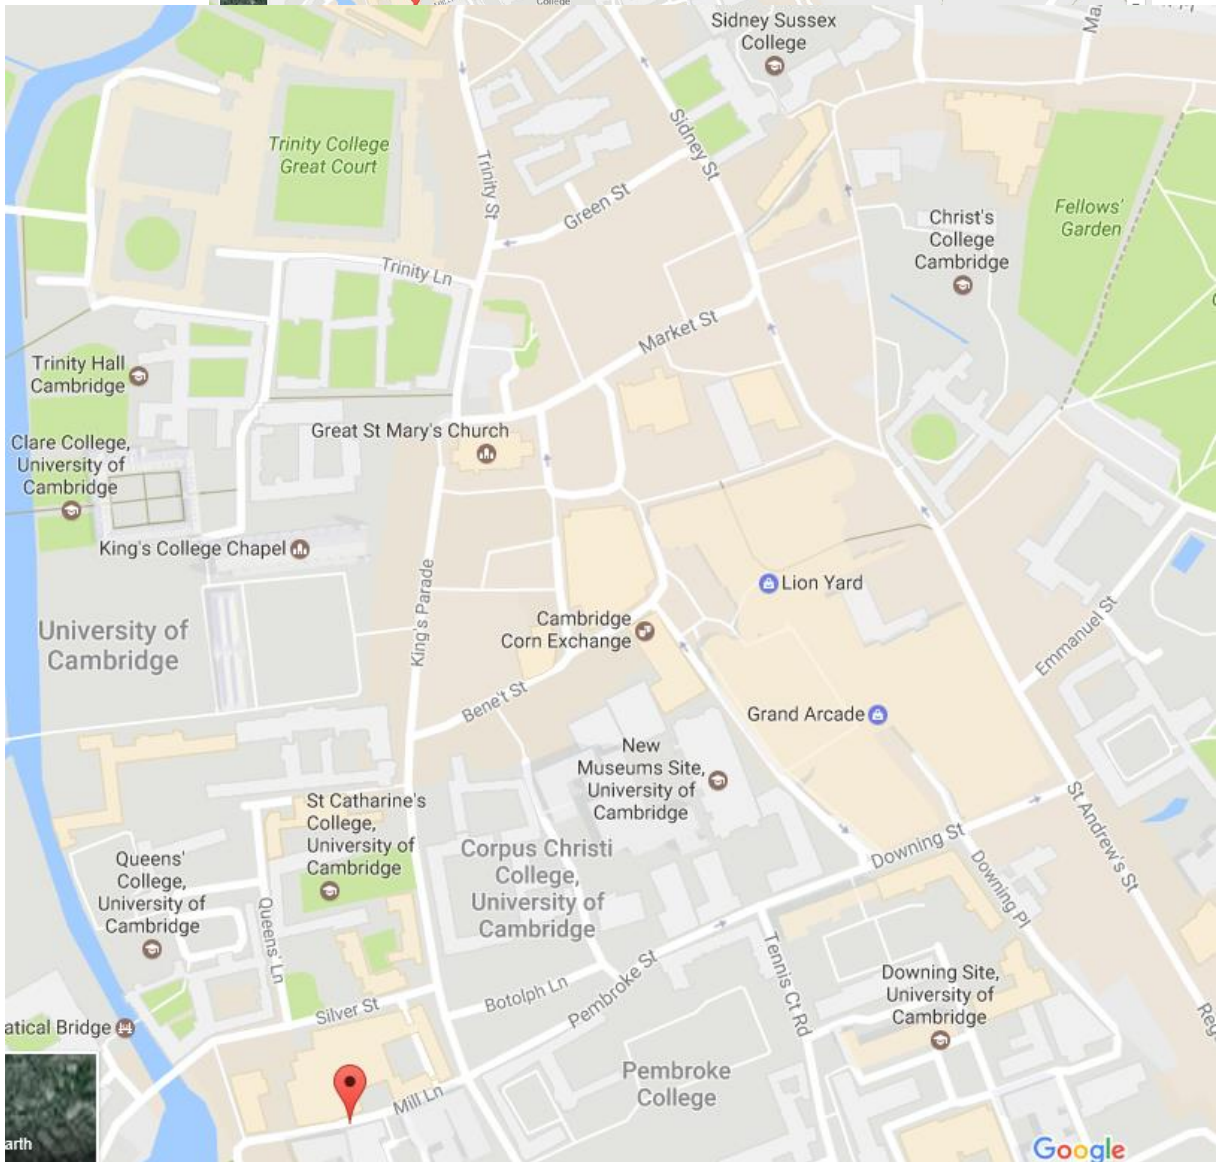 College
Sidney Sussex
College
Ma
Sidney St
Trinity College
Great Court
Trinity St
Green St
Christ's
College
Cambridge
Fellows'
Garden
Trinity Ln
Market St
Trinity Hall
Cambridge
Great St Mary's Church
Clare College,
University of
Cambridge
King's College Chapel
Lion Yard
King's Parade
University of
Cambridge
Cambridge
Corn Exchange
Emmanuel St
Bene't St
Grand Arcade
New
Museums Site,
University of
Cambridge
St Andrew's St
St Catharine's
College,
University of
Cambridge
Corpus Christi
College,
University of
Cambridge
Downing St
Downing Pl
Queens'
College,
University of
Cambridge
Queens' Ln
Tennis Ct Rd
Botolph Ln
Pembroke St
Downing Site,
University of
Cambridge
Silver St
atical Bridge
Reg
Pembroke
College
Mill Ln
arth
Google